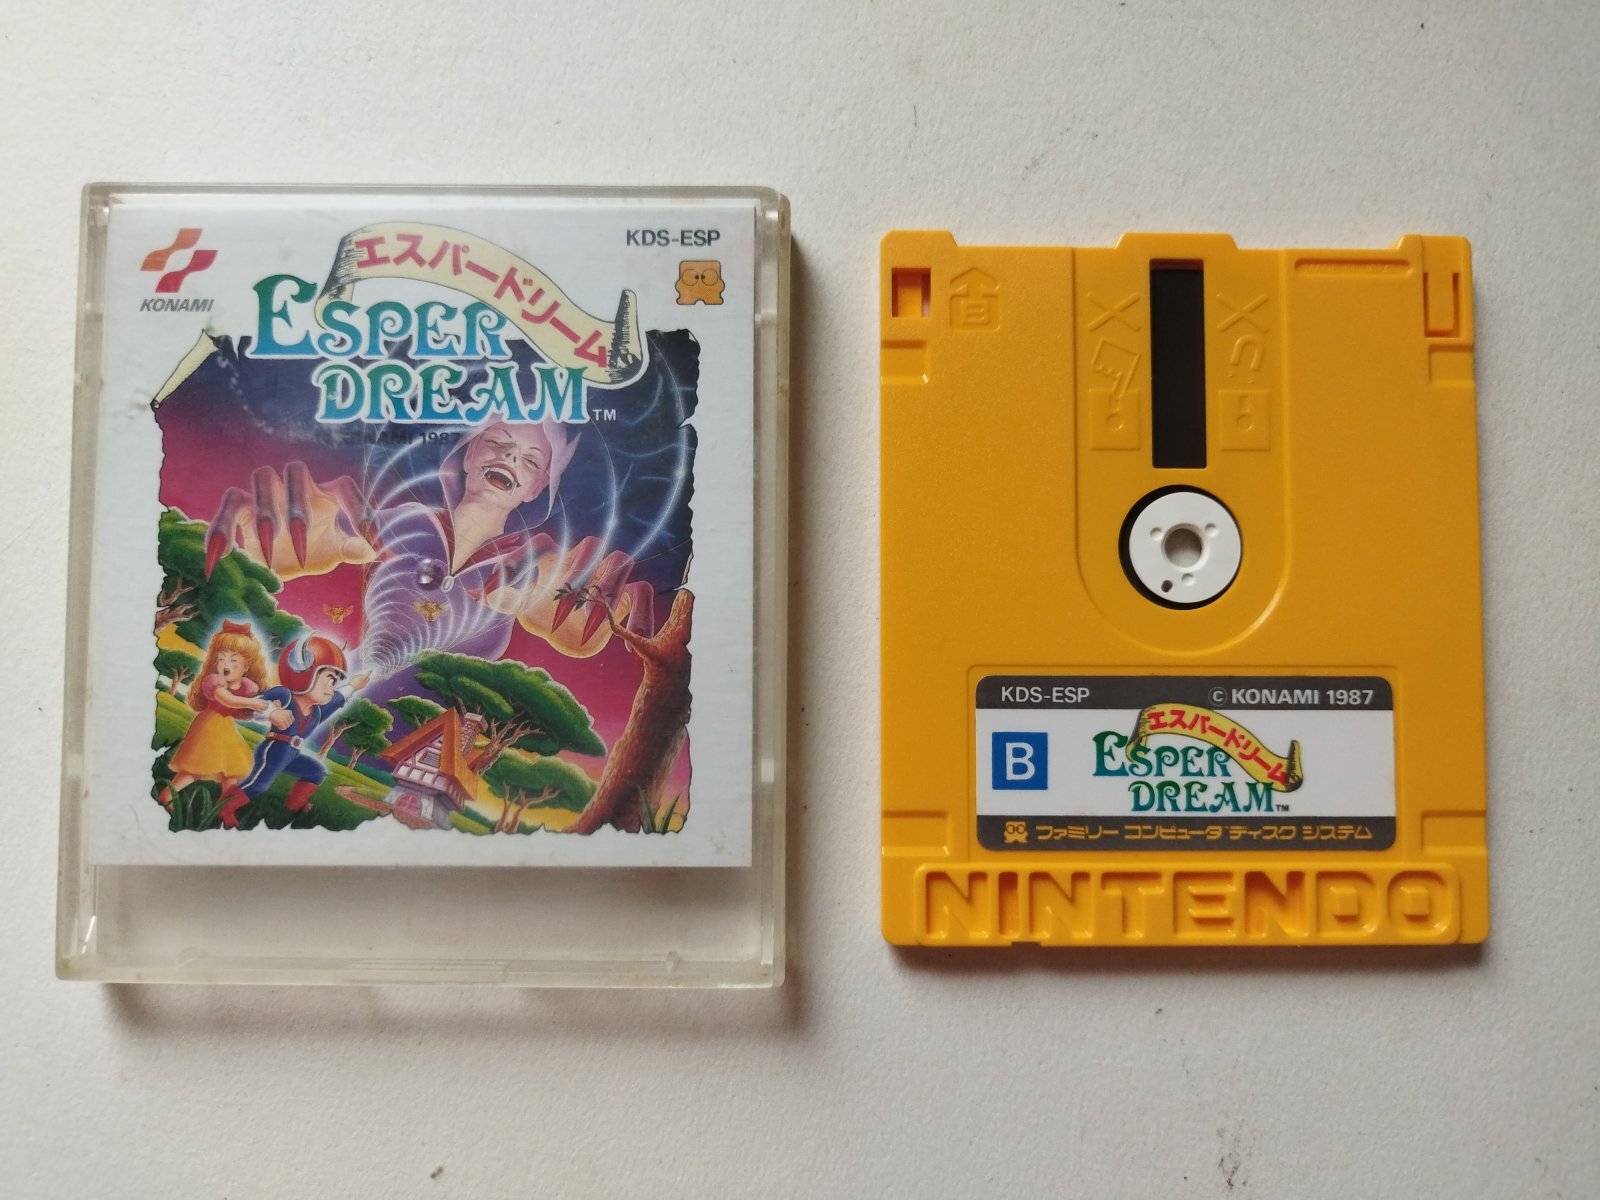 KONAMI
エスパードリーム
KDS-ESP
ESPER
DREAM™
© KONAMI 1987
KDS-ESP
© KONAMI 1987
B
エスパードリーム
ESPER
DREAM™
ファミリー コンピュータ ディスク システム
NINTENDO